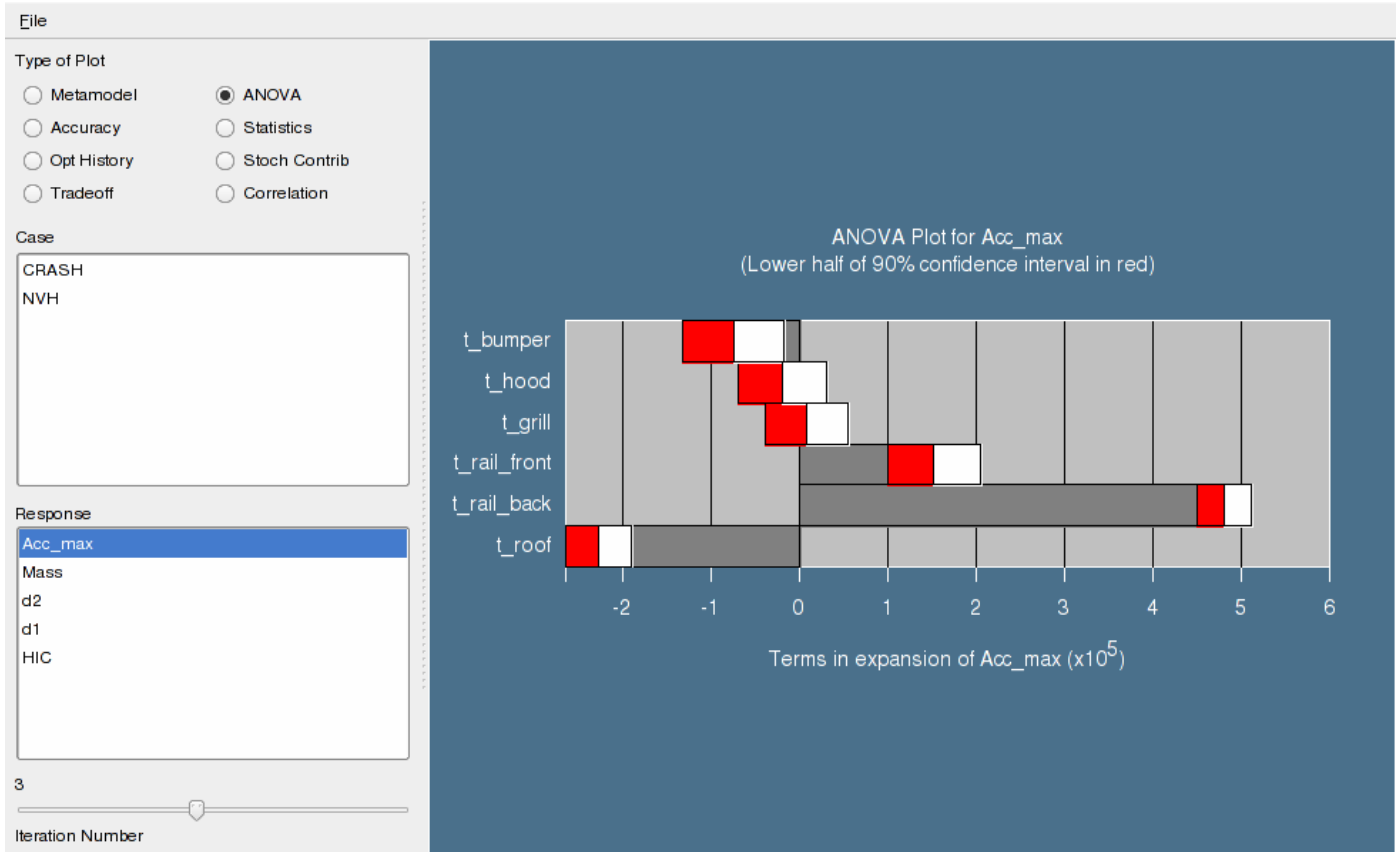 File
Type of Plot
Metamodel
ANOVA
Accuracy
Statistics
Opt History
Stoch Contrib
Tradeoff
Correlation
Case
CRASH
NVH
Response
Acc_max
Mass
d2
d1
HIC
3
Iteration Number
ANOVA Plot for Acc_max
(Lower half of 90% confidence interval in red)
t_bumper
t_hood
t_grill
t_rail_front
t_rail_back
t_roof
-2 -1 0 1 2 3 4 5 6
Terms in expansion of Acc_max (x10^5)